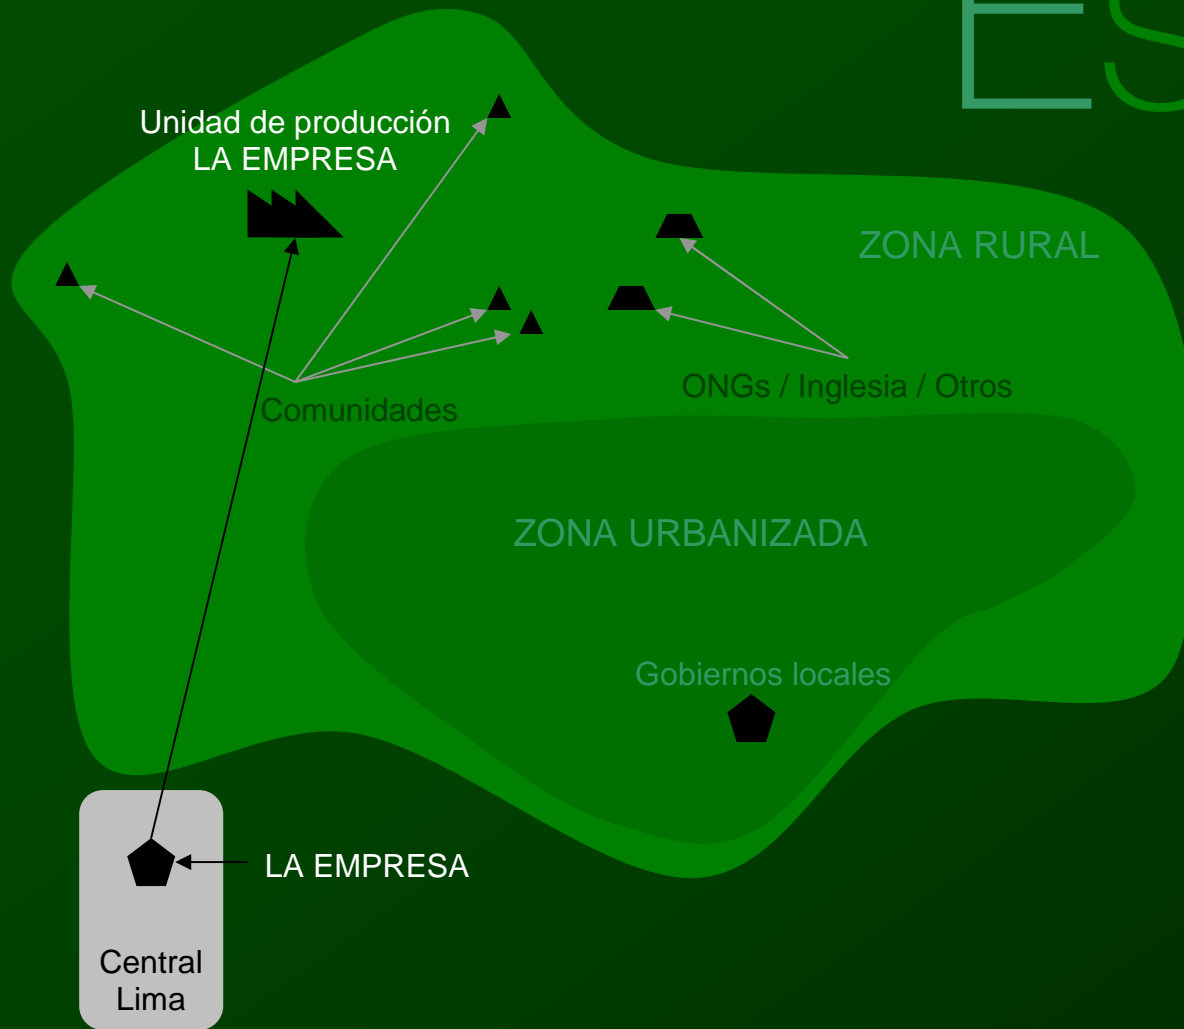 ES
Unidad de producción
LA EMPRESA
ZONA RURAL
ONGs / Inglesia / Otros
Comunidades
ZONA URBANIZADA
Gobiernos locales
LA EMPRESA
Central
Lima